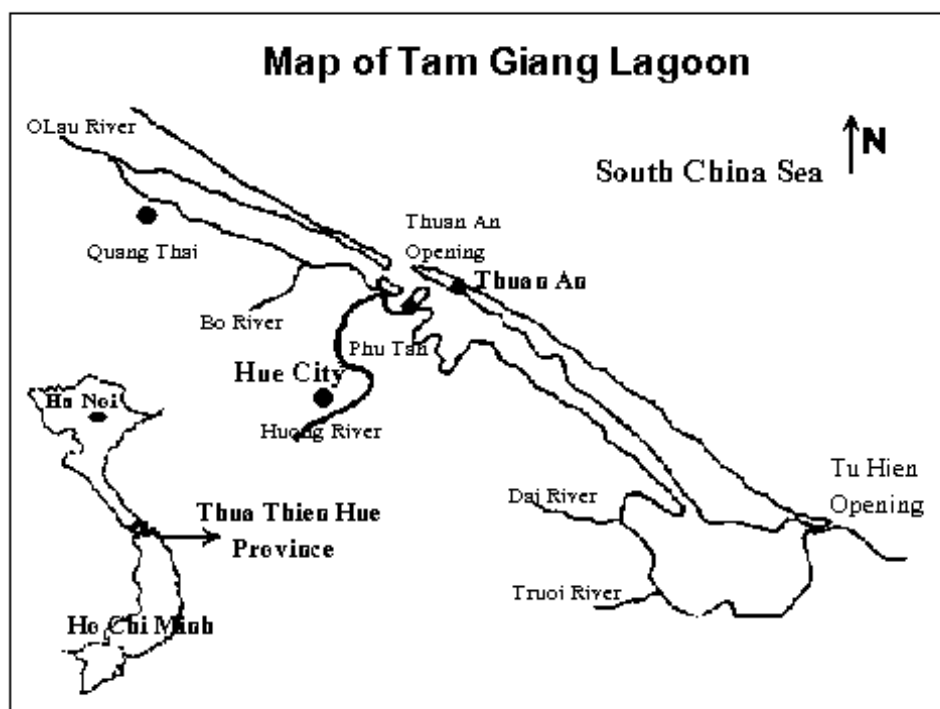 Map of Tam Giang Lagoon
OLau River
N
South China Sea
Quang Thai
Thuan An
Opening
Thuan An
Bo River
Phu Tan
Hue City
Huong River
Ha Noi
Thua Thien Hue
Province
Ho Chi Minh
Dai River
Truoi River
Tu Hien
Opening